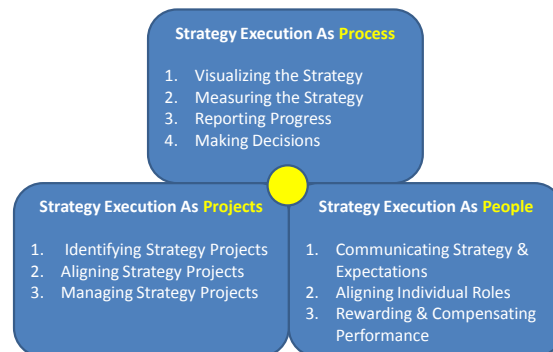 Strategy Execution As Process
1. Visualizing the Strategy
2. Measuring the Strategy
3. Reporting Progress
4. Making Decisions
Strategy Execution As Projects
1. Identifying Strategy Projects
2. Aligning Strategy Projects
3. Managing Strategy Projects
Strategy Execution As People
1. Communicating Strategy &
Expectations
2. Aligning Individual Roles
3. Rewarding & Compensating
Performance